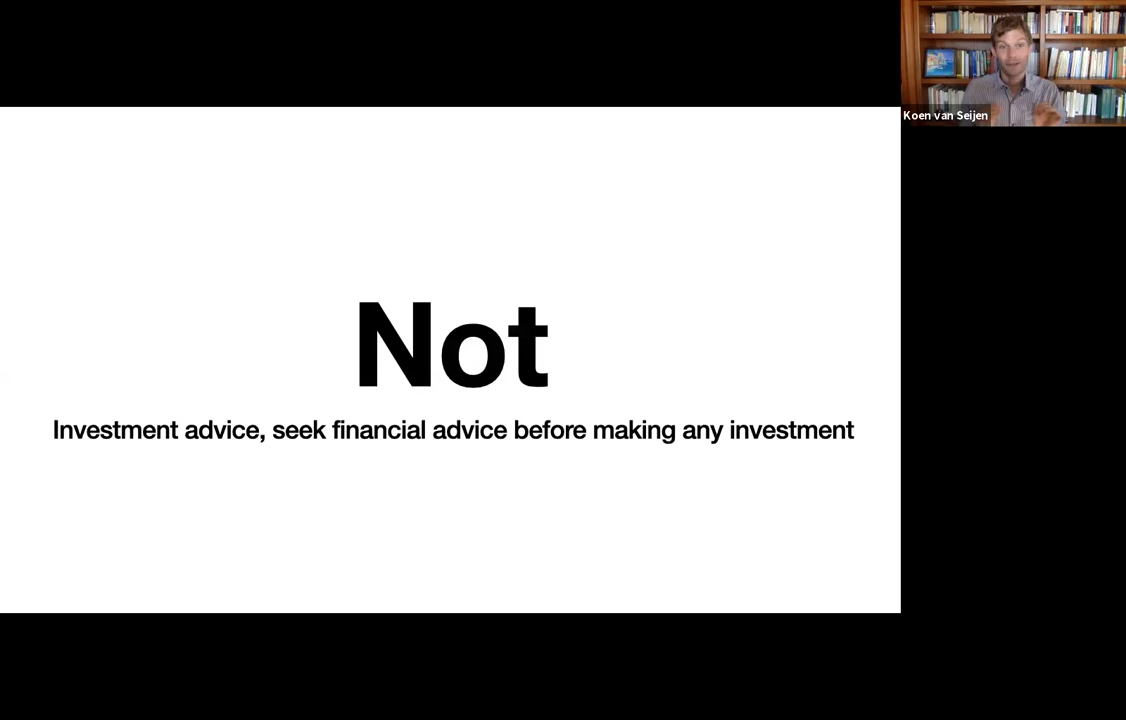 Koen van Seijen
Not
Investment advice, seek financial advice before making any investment